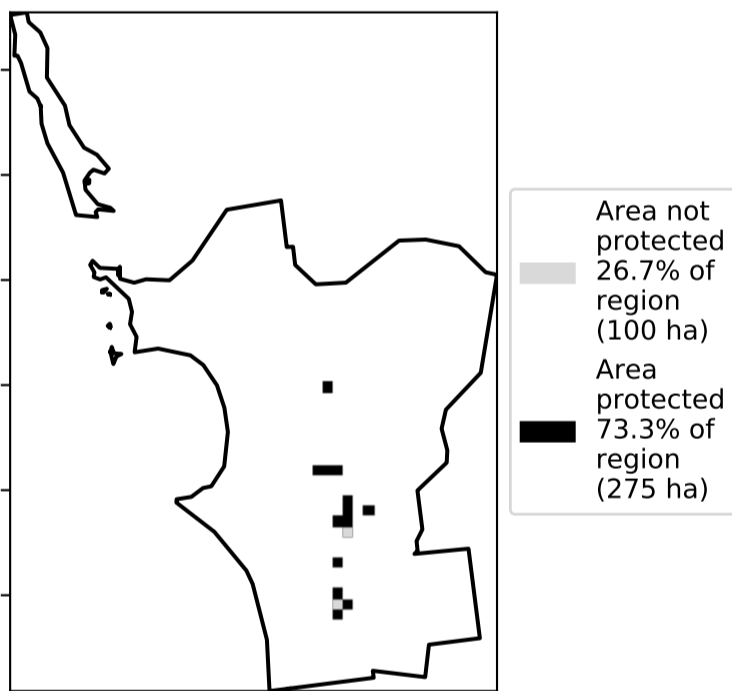 Area not
protected
26.7% of
region
(100 ha)
Area
protected
73.3% of
region
(275 ha)